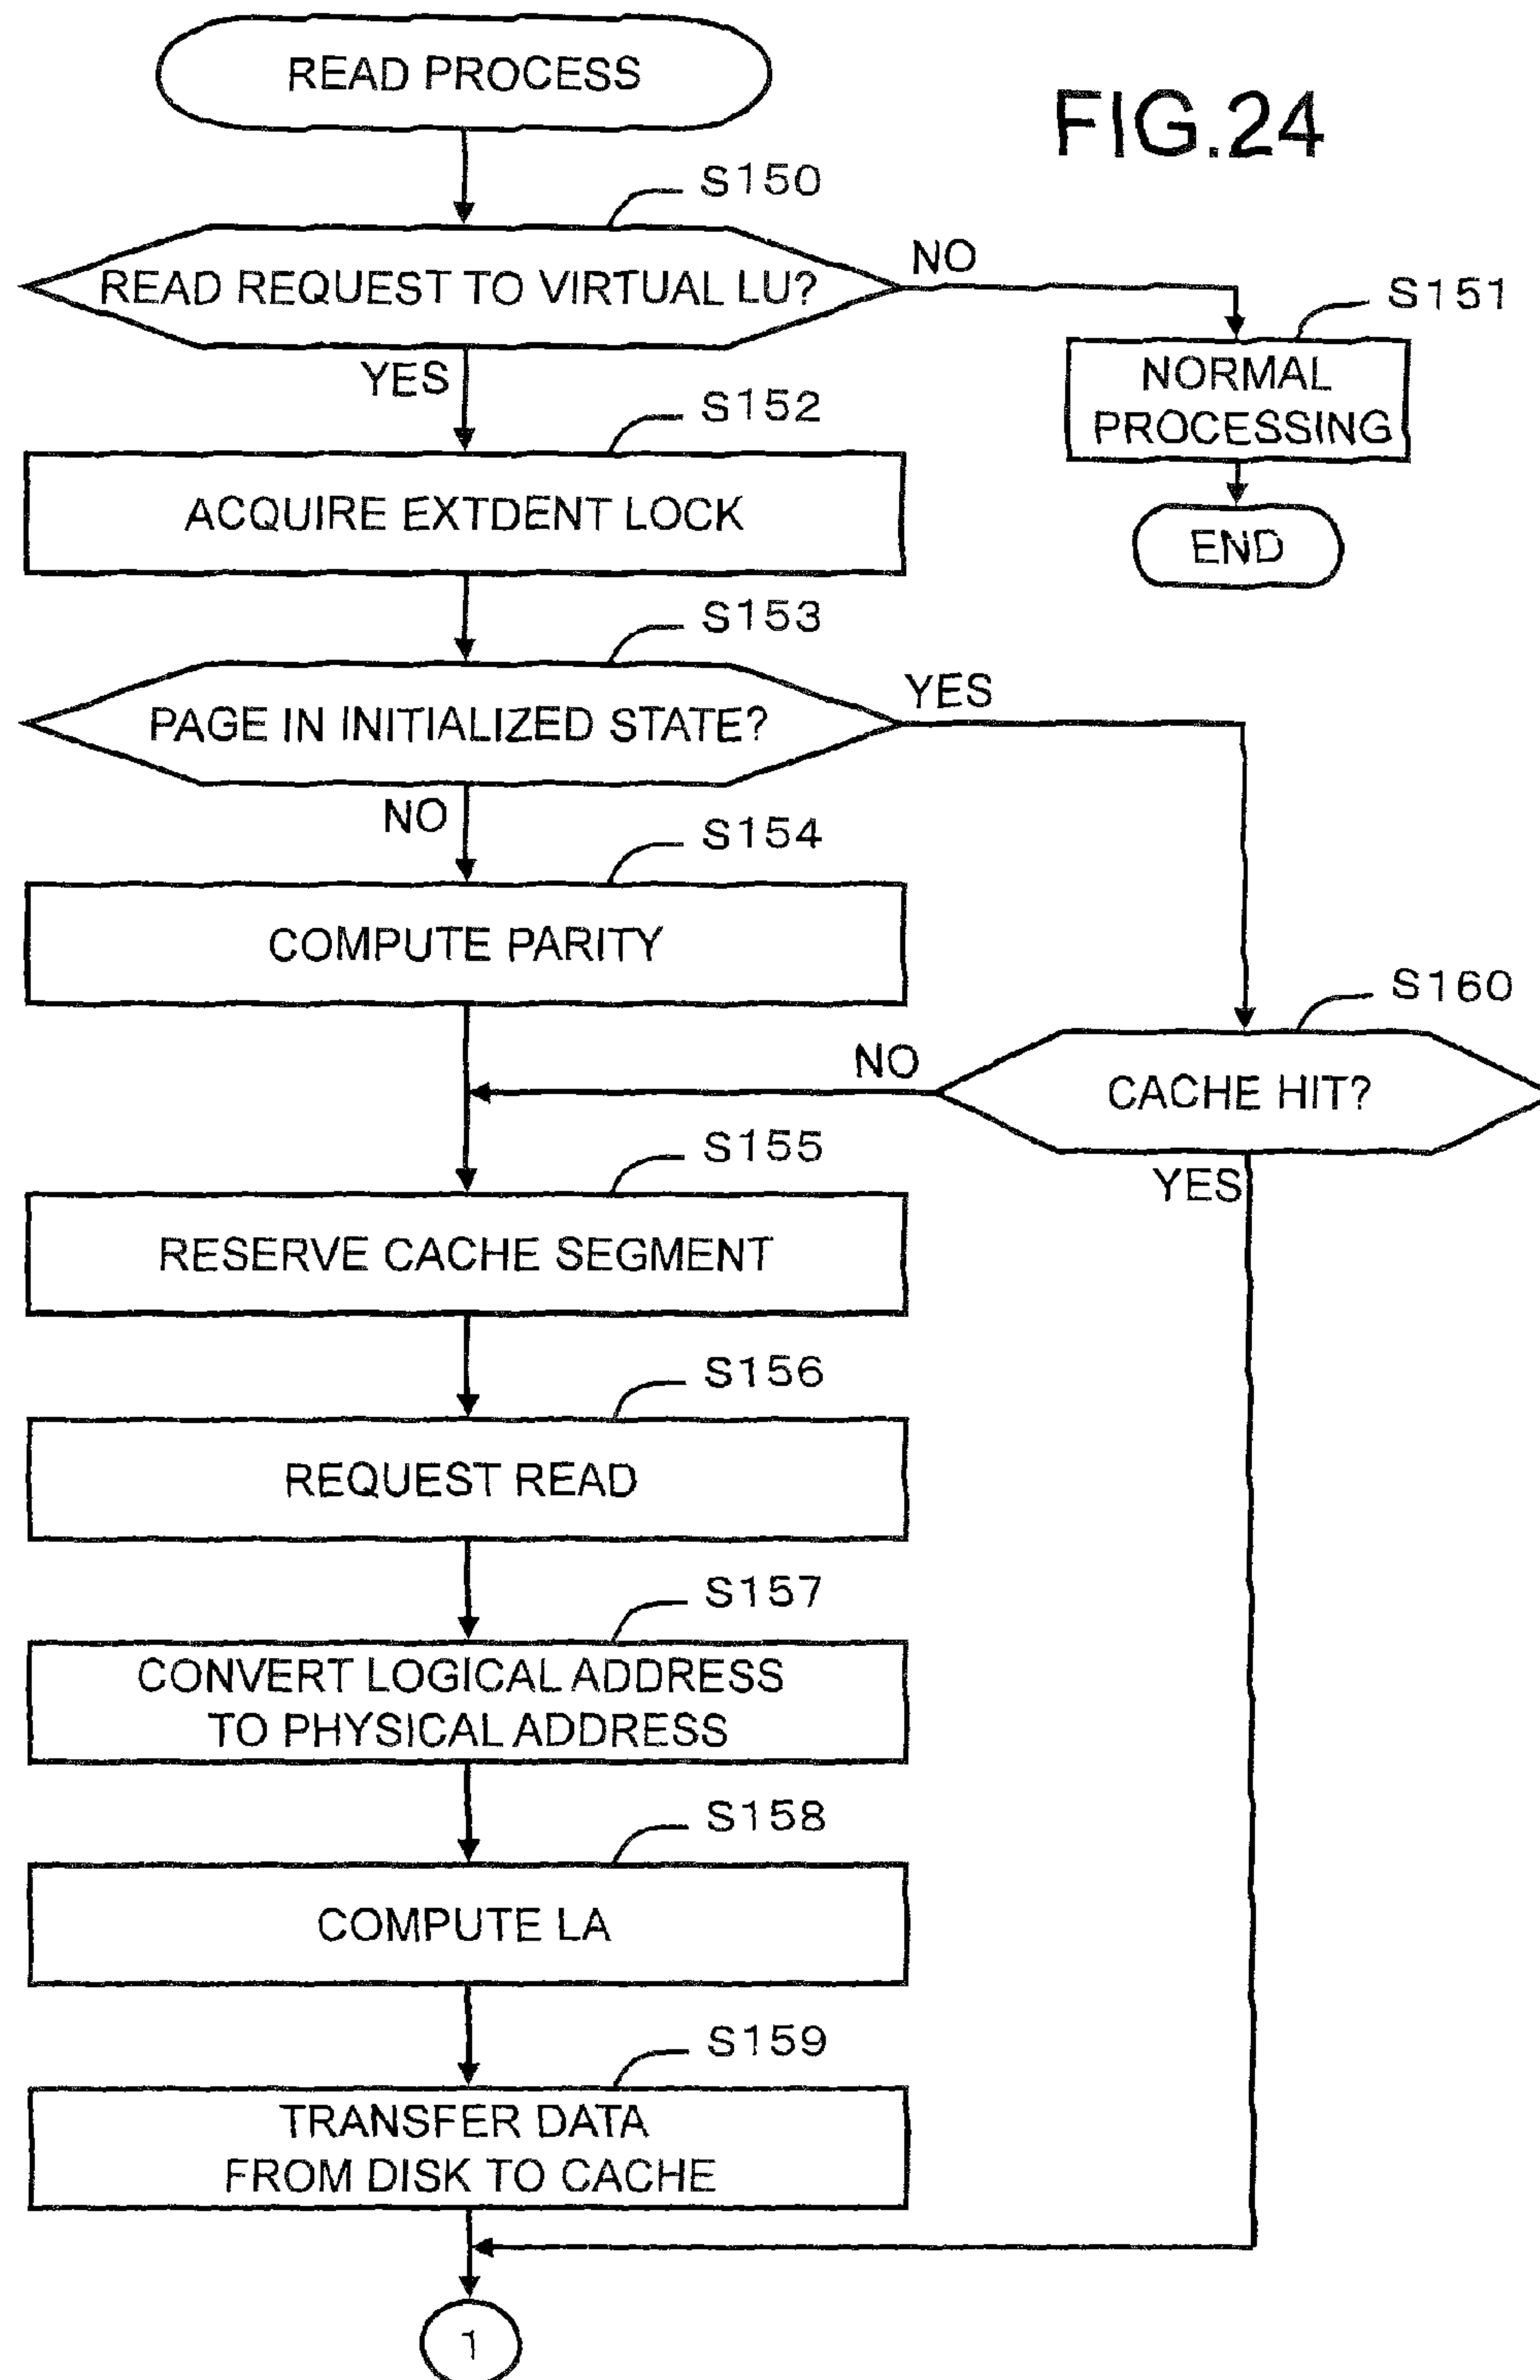 READ PROCESS
FIG.24
S150
READ REQUEST TO VIRTUAL LU?
NO
S151
NORMAL
PROCESSING
END
YES
S152
ACQUIRE EXTDENT LOCK
S153
PAGE IN INITIALIZED STATE?
YES
NO
S154
COMPUTE PARITY
S160
CACHE HIT?
NO
YES
S155
RESERVE CACHE SEGMENT
S156
REQUEST READ
S157
CONVERT LOGICAL ADDRESS
TO PHYSICAL ADDRESS
S158
COMPUTE LA
S159
TRANSFER DATA
FROM DISK TO CACHE
1